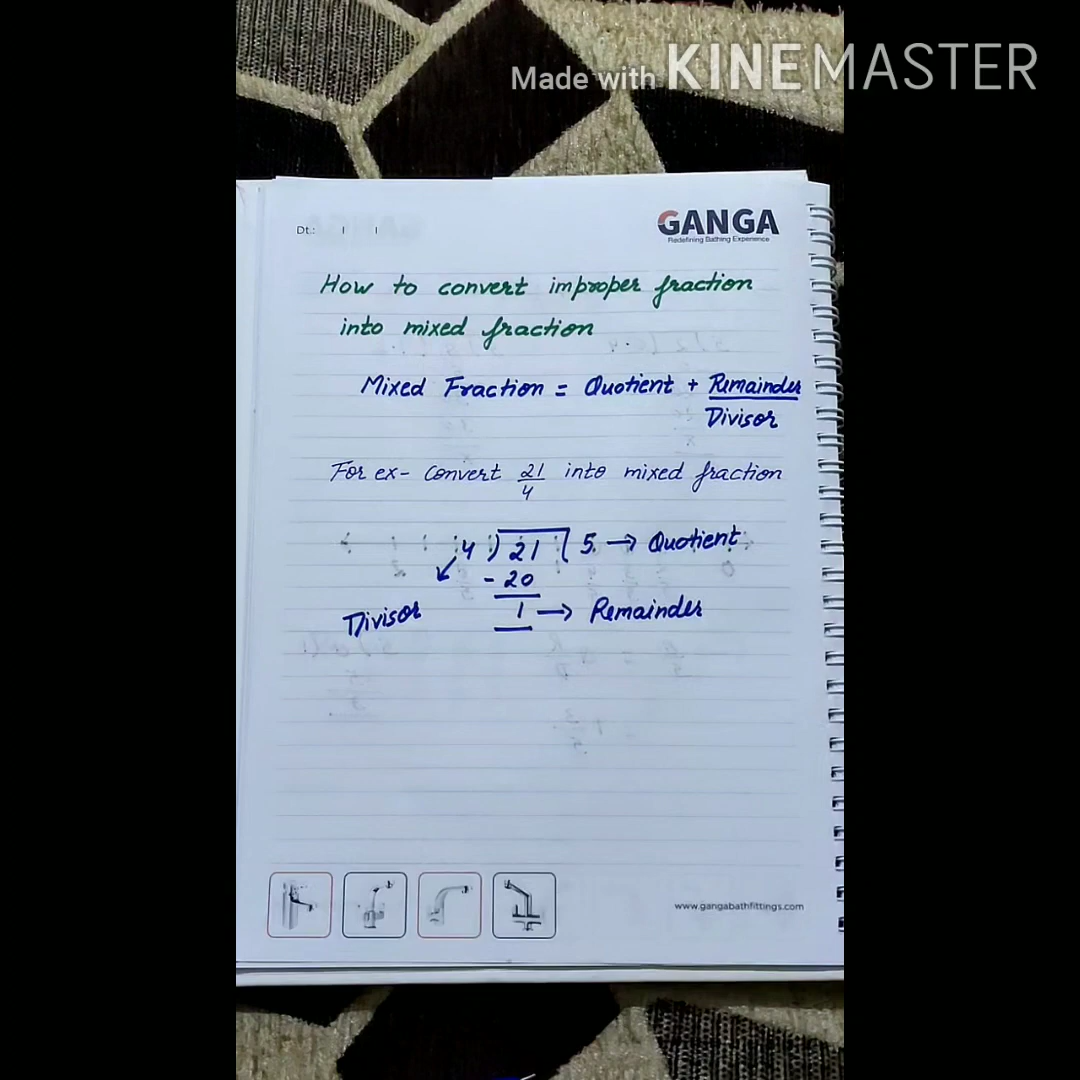 Made with KINEMASTER
Dt.: / /
GANGA
Redefining Bathing Experience
How to convert improper fraction
into mixed fraction
Mixed Fraction = Quotient + Remainder
Divisor
For ex- convert 21/4 into mixed fraction
4 ) 21 ( 5 → Quotient
- 20
Divisor 1 → Remainder
www.gangabathfittings.com